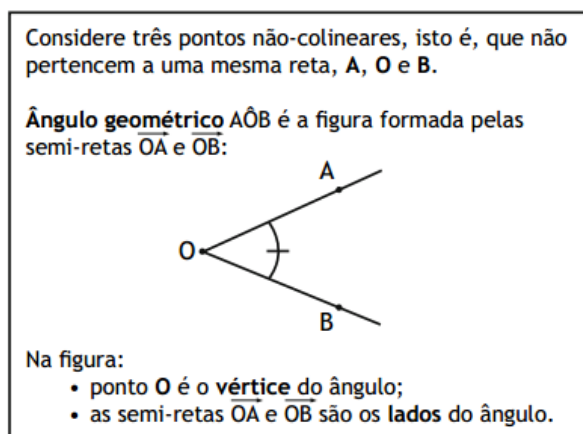 Considere três pontos não-colineares, isto é, que não
pertencem a uma mesma reta, A, O e B.
Ângulo geométrico AÔB é a figura formada pelas
semi-retas OA e OB:
A
O
B
Na figura:
• ponto O é o vértice do ângulo;
• as semi-retas OA e OB são os lados do ângulo.